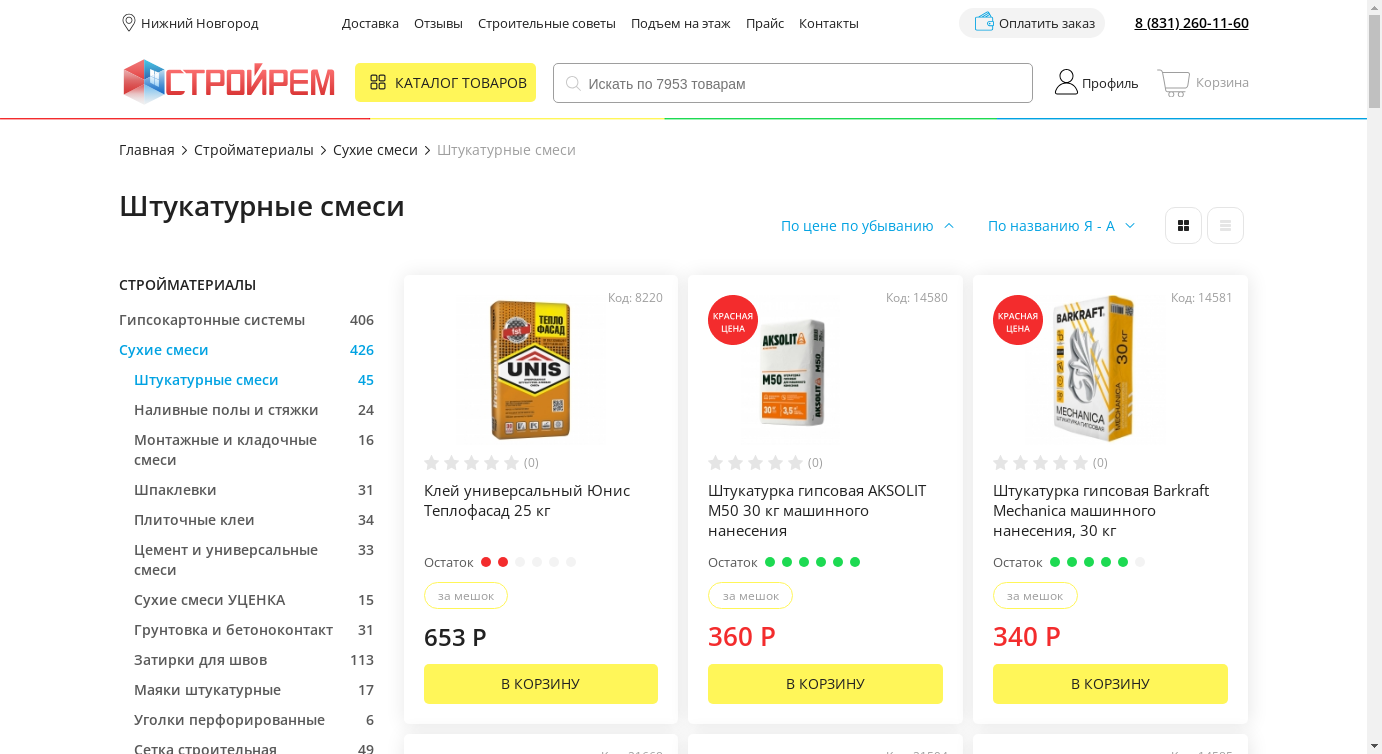 Нижний Новгород
Доставка Отзывы Строительные советы Подъем на этаж Прайс Контакты
Оплатить заказ
8 (831) 260-11-60
СТРОЙРЕМ
КАТАЛОГ ТОВАРОВ
Искать по 7953 товарам
Профиль
Корзина
Главная > Стройматериалы > Сухие смеси > Штукатурные смеси
Штукатурные смеси
По цене по убыванию
По названию Я - А
СТРОЙМАТЕРИАЛЫ
Гипсокартонные системы 406
Сухие смеси 426
Штукатурные смеси 45
Наливные полы и стяжки 24
Монтажные и кладочные 16
смеси
Шпаклевки 31
Плиточные клеи 34
Цемент и универсальные 33
смеси
Сухие смеси УЦЕНКА 15
Грунтовка и бетоноконтакт 31
Затирки для швов 113
Маяки штукатурные 17
Уголки перфорированные 6
Сетка строительная 49
Код: 8220
ТЕПЛО
ФАСАД
UNIS
(0)
Клей универсальный Юнис
Теплофасад 25 кг
Остаток
за мешок
653 Р
В КОРЗИНУ
Код: 14580
КРАСНАЯ
ЦЕНА
AKSOLIT
M50
AKSOLIT M50
(0)
Штукатурка гипсовая AKSOLIT
М50 30 кг машинного
нанесения
Остаток
за мешок
360 Р
В КОРЗИНУ
Код: 14581
КРАСНАЯ
ЦЕНА
BARKRAFT
30 КГ
MECHANICA
MECHANICA
(0)
Штукатурка гипсовая Barkraft
Mechanica машинного
нанесения, 30 кг
Остаток
за мешок
340 Р
В КОРЗИНУ